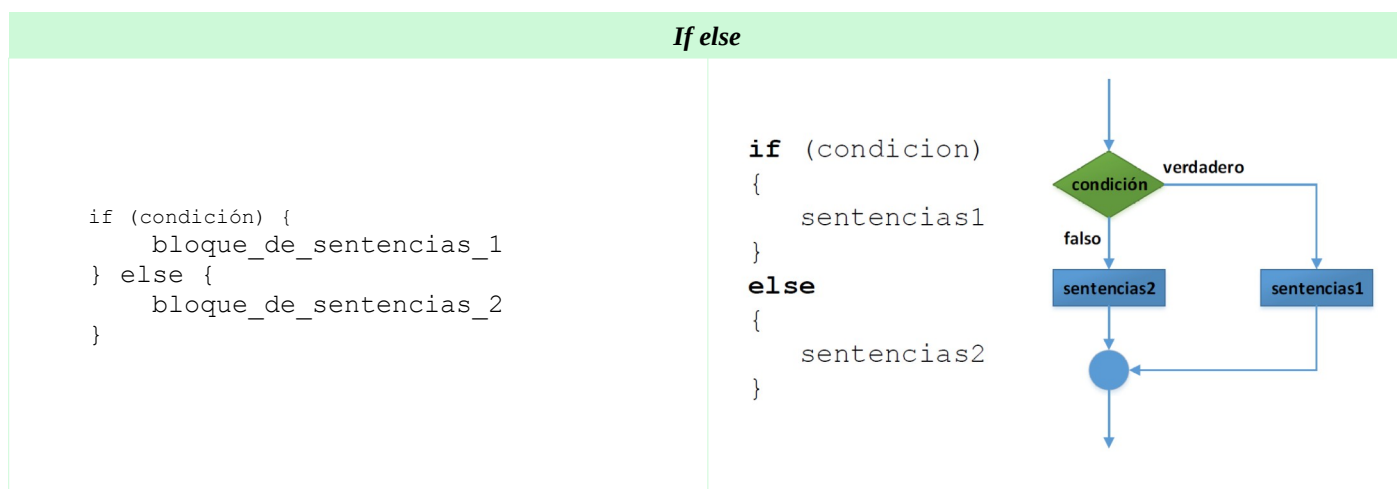 If else
if (condición) {
    bloque_de_sentencias_1
} else {
    bloque_de_sentencias_2
}
if (condicion)
{
   sentencias1
}
else
{
   sentencias2
}
condición
verdadero
falso
sentencias2
sentencias1